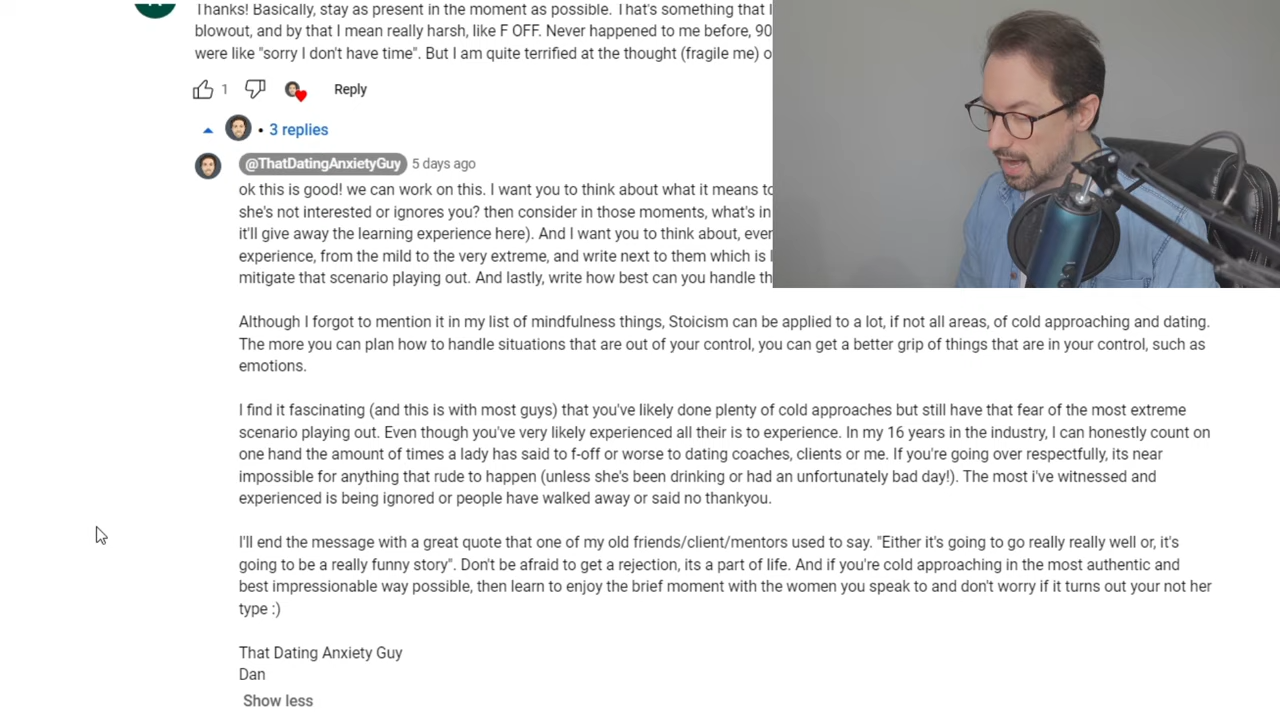 Thanks! Basically, stay as present in the moment as possible. That's something that I
blowout, and by that I mean really harsh, like F OFF. Never happened to me before, 90
were like "sorry I don't have time". But I am quite terrified at the thought (fragile me) o
1 Reply
• 3 replies
@ThatDatingAnxietyGuy 5 days ago
ok this is good! we can work on this. I want you to think about what it means to
she's not interested or ignores you? then consider in those moments, what's in
it'll give away the learning experience here). And I want you to think about, ever
experience, from the mild to the very extreme, and write next to them which is l
mitigate that scenario playing out. And lastly, write how best can you handle th
Although I forgot to mention it in my list of mindfulness things, Stoicism can be applied to a lot, if not all areas, of cold approaching and dating.
The more you can plan how to handle situations that are out of your control, you can get a better grip of things that are in your control, such as
emotions.
I find it fascinating (and this is with most guys) that you've likely done plenty of cold approaches but still have that fear of the most extreme
scenario playing out. Even though you've very likely experienced all their is to experience. In my 16 years in the industry, I can honestly count on
one hand the amount of times a lady has said to f-off or worse to dating coaches, clients or me. If you're going over respectfully, its near
impossible for anything that rude to happen (unless she's been drinking or had an unfortunately bad day!). The most i've witnessed and
experienced is being ignored or people have walked away or said no thankyou.
I'll end the message with a great quote that one of my old friends/client/mentors used to say. "Either it's going to go really really well or, it's
going to be a really funny story". Don't be afraid to get a rejection, its a part of life. And if you're cold approaching in the most authentic and
best impressionable way possible, then learn to enjoy the brief moment with the women you speak to and don't worry if it turns out your not her
type :)
That Dating Anxiety Guy
Dan
Show less